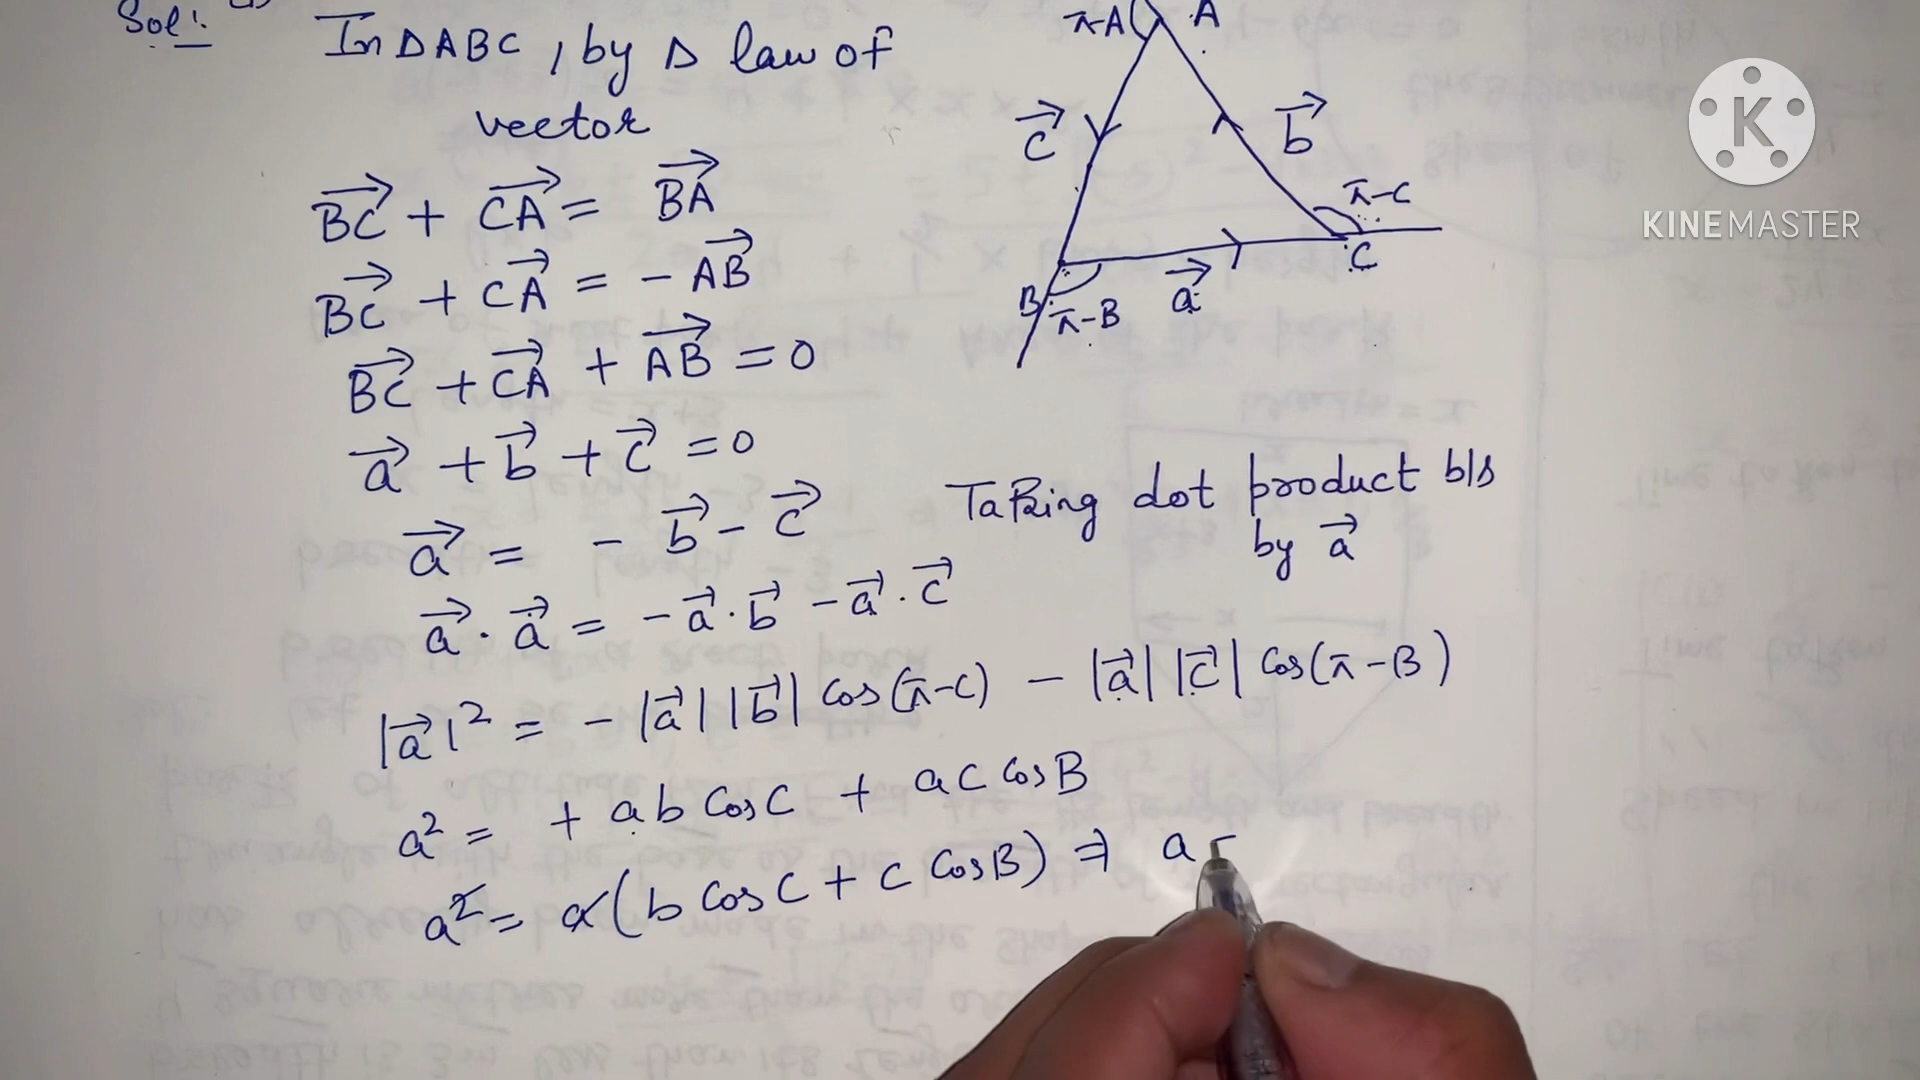 Sol:
In Δ ABC, by Δ law of
vector
→BC + →CA = →BA
→BC + →CA = - →AB
→BC + →CA + →AB = 0
→a + →b + →c = 0
→a = - →b - →c
Taking dot product b/s
by →a
→a · →a = - →a · →b - →a · →c
|→a|² = - |→a| |→b| cos(π-C) - |→a| |→c| cos(π-B)
a² = + ab cos C + ac cos B
a² = a(b cos C + c cos B) ⇒ a
π-A
A
→c
→b
π-C
C
B
π-B
→a
K
KINEMASTER